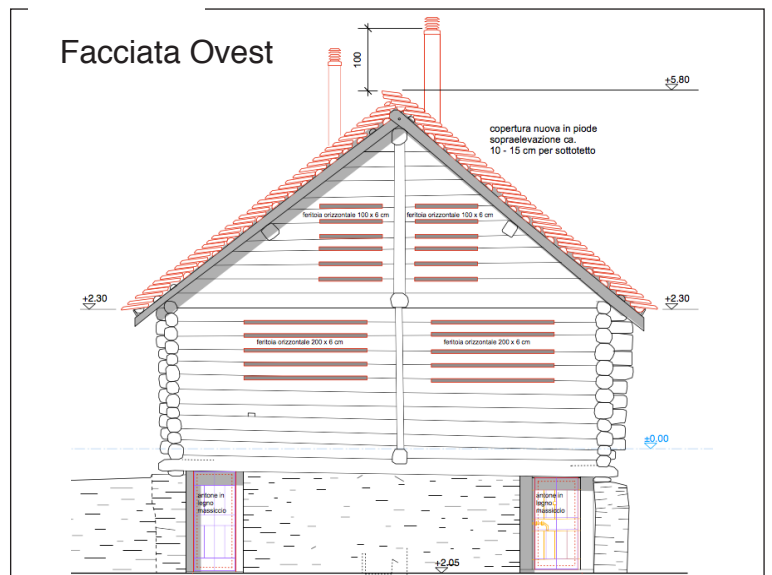 Facciata Ovest
100
+5,80
copertura nuova in piode
sopraelevazione ca.
10 - 15 cm per sottotetto
feritoia orizzontale 100 x 6 cm
feritoia orizzontale 100 x 6 cm
+2.30
+2.30
feritoia orizzontale 200 x 6 cm
feritoia orizzontale 200 x 6 cm
±0,00
antone in
legno
massiccio
antone in
legno
massiccio
+2.05